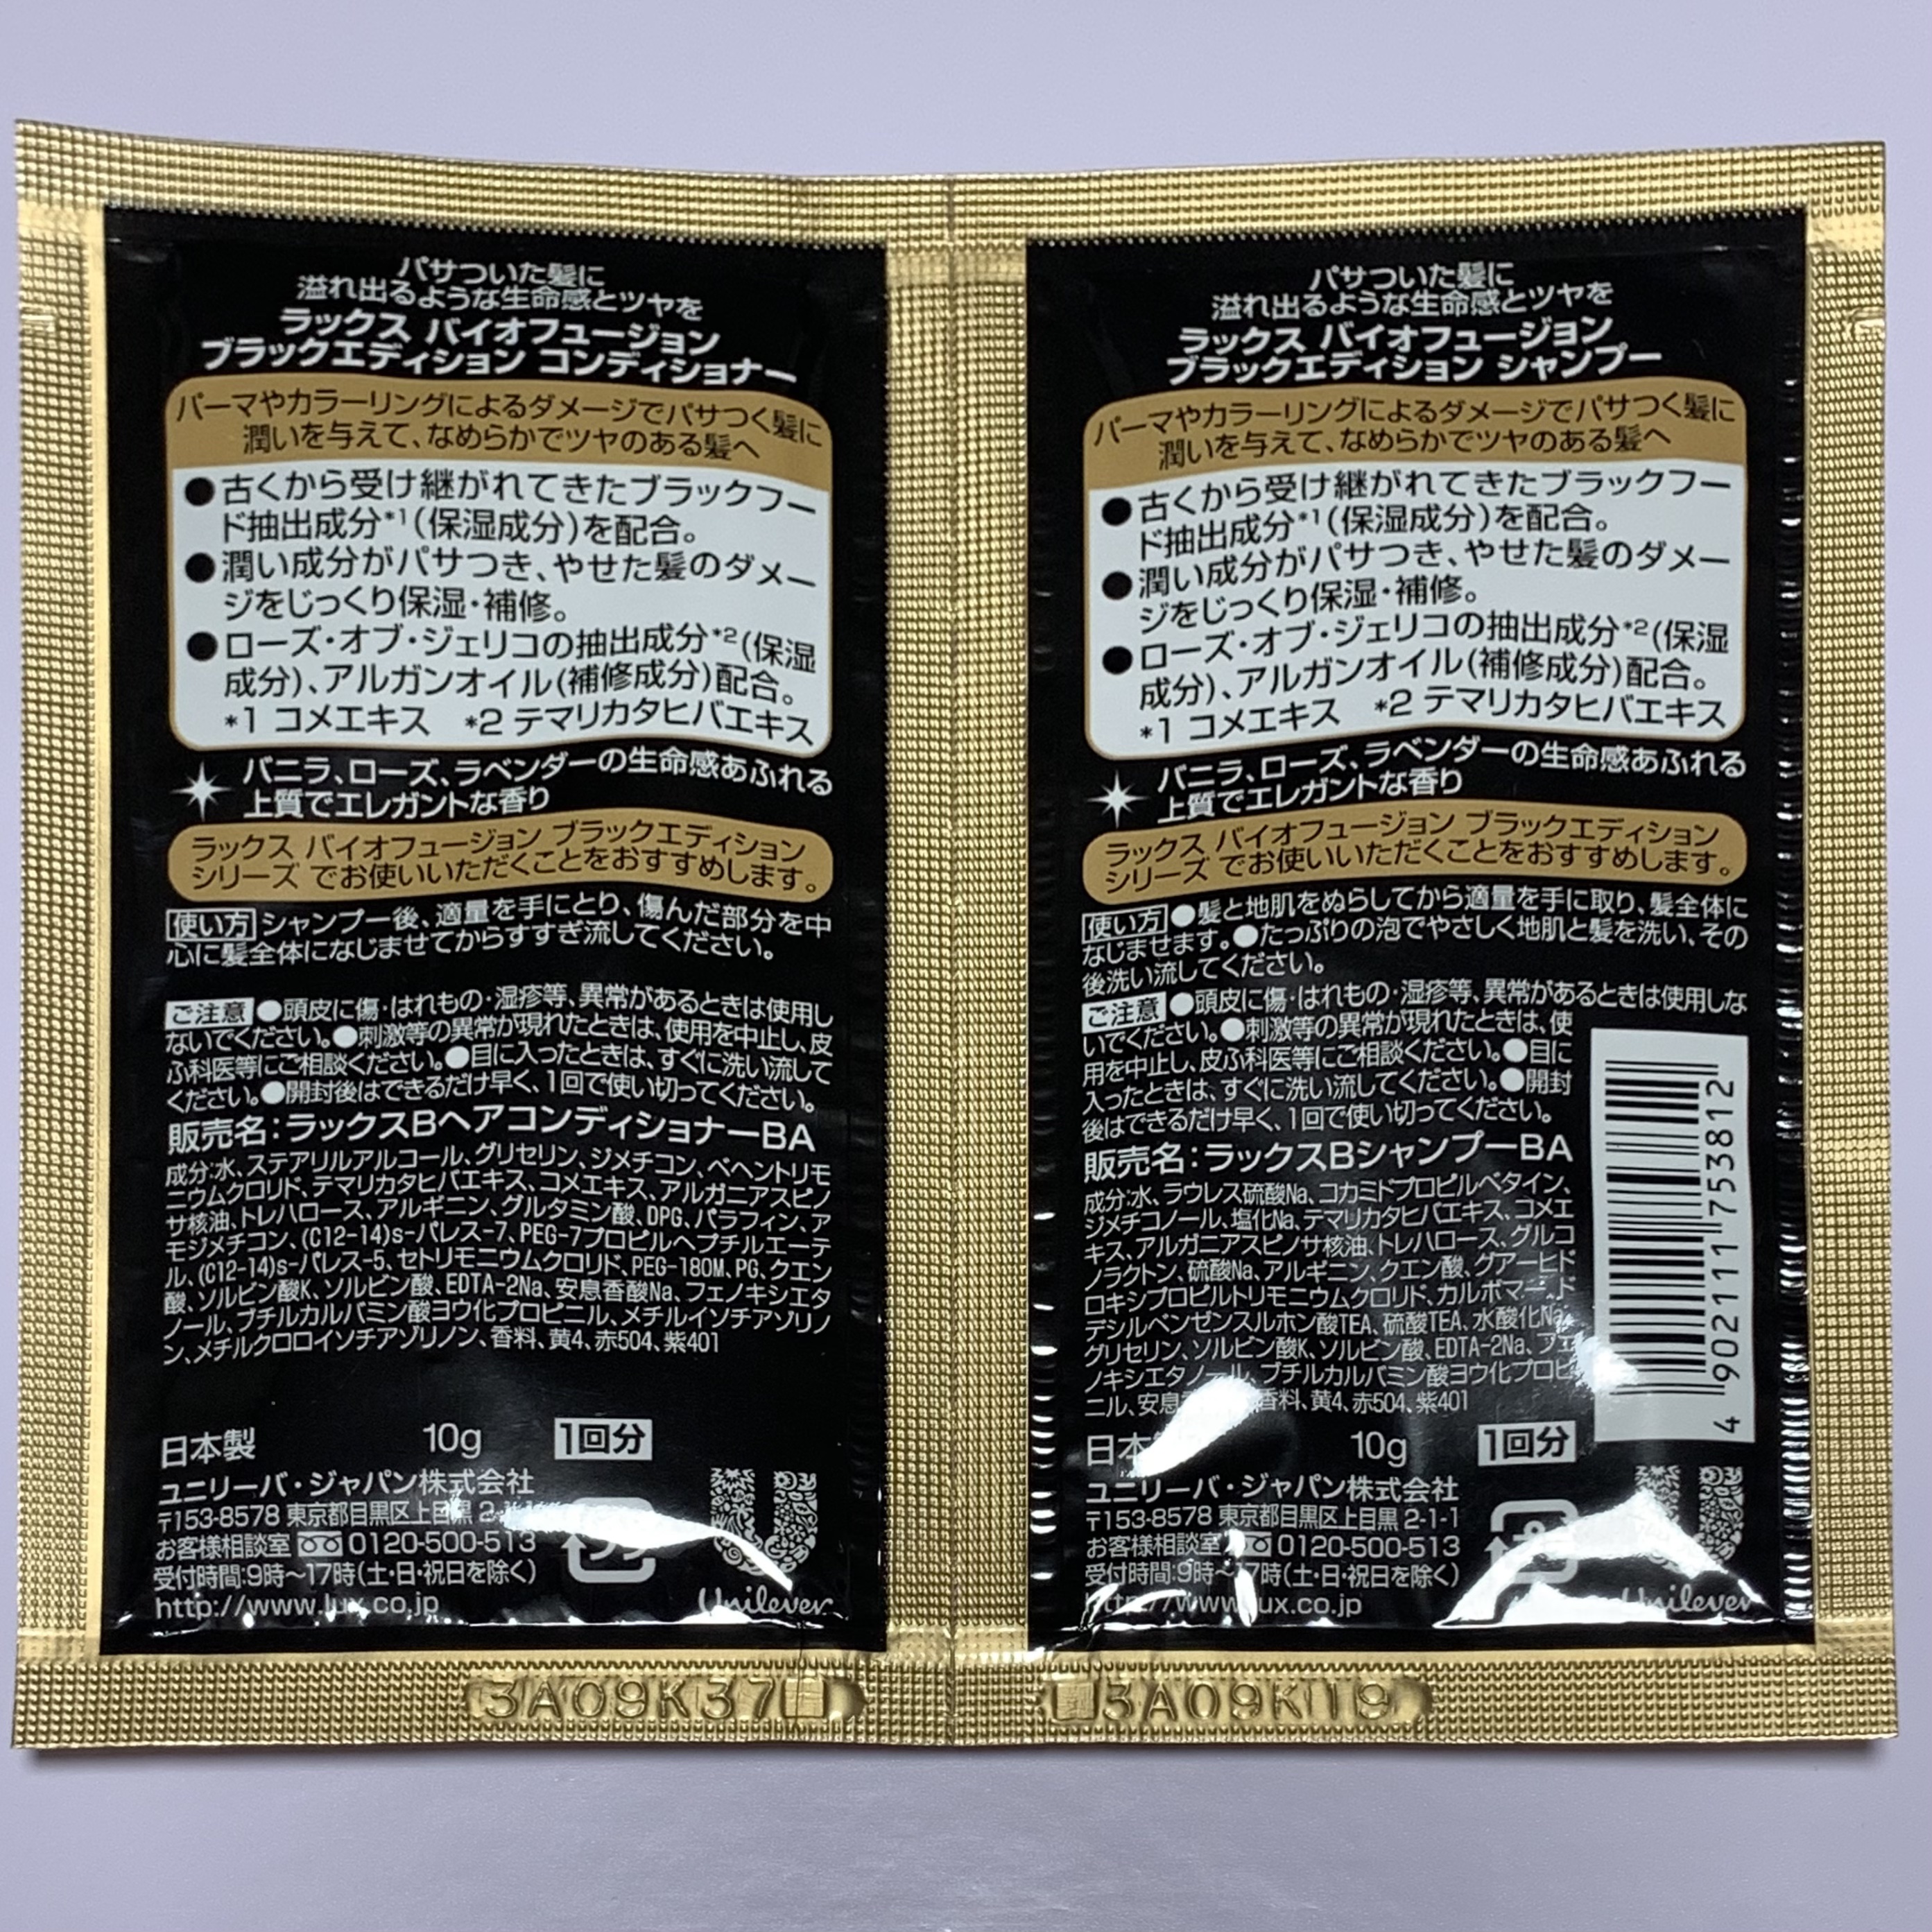 パサついた髪に
溢れ出るような生命感とツヤを
ラックス バイオフュージョン
ブラックエディション コンディショナー
パーマやカラーリングによるダメージでパサつく髪に
潤いを与えて、なめらかでツヤのある髪へ
●古くから受け継がれてきたブラックフー
ド抽出成分*1(保湿成分)を配合。
●潤い成分がパサつき、やせた髪のダメー
ジをじっくり保湿・補修。
●ローズ・オブ・ジェリコの抽出成分*2(保湿
成分)、アルガンオイル(補修成分)配合。
*1 コメエキス *2 テマリカタヒバエキス
バニラ、ローズ、ラベンダーの生命感あふれる
上質でエレガントな香り
ラックス バイオフュージョン ブラックエディション
シリーズ でお使いいただくことをおすすめします。
使い方 シャンプー後、適量を手にとり、傷んだ部分を中
心に髪全体になじませてからすすぎ流してください。
ご注意 ●頭皮に傷・はれもの・湿疹等、異常があるときは使用し
ないでください。●刺激等の異常が現れたときは、使用を中止し、皮
ふ科医等にご相談ください。●目に入ったときは、すぐに洗い流して
ください。●開封後はできるだけ早く、1回で使い切ってください。
販売名:ラックスBヘアコンディショナーBA
成分:水、ステアリルアルコール、グリセリン、ジメチコン、ベヘントリモ
ニウムクロリド、テマリカタヒバエキス、コメエキス、アルガニアスピノ
サ核油、トレハロース、アルギニン、グルタミン酸、DPG、パラフィン、ア
モジメチコン、(C12-14)s-パレス-7、PEG-7プロピルヘプチルエーテ
ル、(C12-14)s-パレス-5、セトリモニウムクロリド、PEG-180M、PG、クエン
酸、ソルビン酸K、ソルビン酸、EDTA-2Na、安息香酸Na、フェノキシエタ
ノール、ブチルカルバミン酸ヨウ化プロピニル、メチルイソチアゾリノ
ン、メチルクロロイソチアゾリノン、香料、黄4、赤504、紫401
日本製 10g 1回分
ユニリーバ・ジャパン株式会社
〒153-8578 東京都目黒区上目黒
お客様相談室 0120-500-513
受付時間:9時~17時(土・日・祝日を除く)
http://www.lux.co.jp
Unilever
3A09K37
パサついた髪に
溢れ出るような生命感とツヤを
ラックス バイオフュージョン
ブラックエディション シャンプー
パーマやカラーリングによるダメージでパサつく髪に
潤いを与えて、なめらかでツヤのある髪へ
●古くから受け継がれてきたブラックフー
ド抽出成分*1(保湿成分)を配合。
●潤い成分がパサつき、やせた髪のダメー
ジをじっくり保湿・補修。
●ローズ・オブ・ジェリコの抽出成分*2(保湿
成分)、アルガンオイル(補修成分)配合。
*1 コメエキス *2 テマリカタヒバエキス
バニラ、ローズ、ラベンダーの生命感あふれる
上質でエレガントな香り
ラックス バイオフュージョン ブラックエディション
シリーズ でお使いいただくことをおすすめします。
使い方 ●髪と地肌をぬらしてから適量を手に取り、髪全体に
なじませます。●たっぷりの泡でやさしく地肌と髪を洗い、その
後洗い流してください。
ご注意 ●頭皮に傷・はれもの・湿疹等、異常があるときは使用しな
いでください。●刺激等の異常が現れたときは、使
用を中止し、皮ふ科医等にご相談ください。●目に
入ったときは、すぐに洗い流してください。●開封
後はできるだけ早く、1回で使い切ってください。
販売名:ラックスBシャンプーBA
成分:水、ラウレス硫酸Na、コカミドプロピルベタイン、
ジメチコノール、塩化Na、テマリカタヒバエキス、コメエ
キス、アルガニアスピノサ核油、トレハロース、グルコ
ノラクトン、硫酸Na、アルギニン、クエン酸、グアーヒド
ロキシプロピルトリモニウムクロリド、カルボマー、ド
デシルベンゼンスルホン酸TEA、硫酸TEA、水酸化Na、
グリセリン、ソルビン酸K、ソルビン酸、EDTA-2Na、フェ
ノキシエタノール、ブチルカルバミン酸ヨウ化プロピ
ニル、香料、黄4、赤504、紫401
10g 1回分
ユニリーバ・ジャパン株式会社
〒153-8578 東京都目黒区上目黒 2-1-1
お客様相談室 0120-500-513
受付時間:9時~17時(土・日・祝日を除く)
http://www.lux.co.jp
Unilever
4 902111 753812
3A09K119